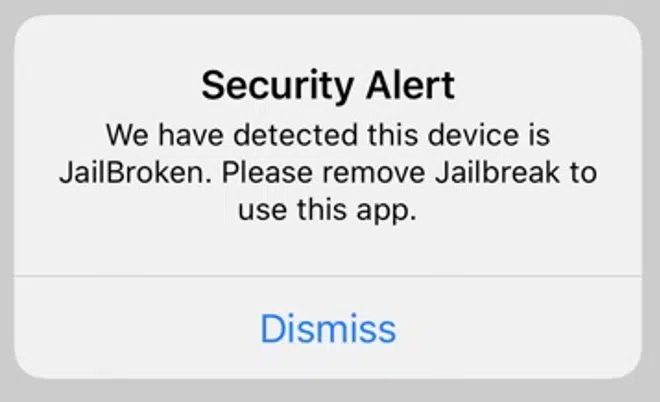 Security Alert
We have detected this device is
JailBroken. Please remove Jailbreak to
use this app.
Dismiss